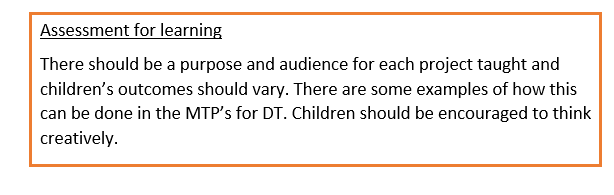 Assessment for learning
There should be a purpose and audience for each project taught and
children's outcomes should vary. There are some examples of how this
can be done in the MTP's for DT. Children should be encouraged to think
creatively.